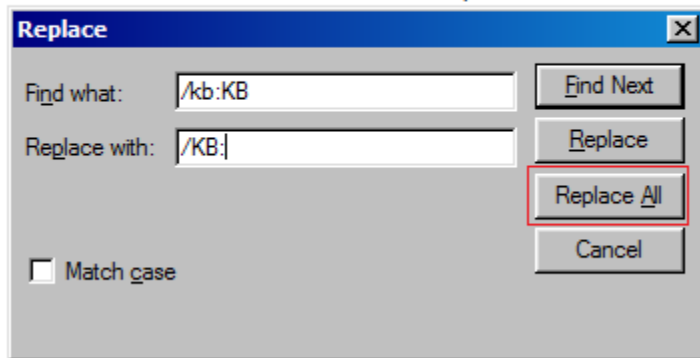 Replace
Find what: /kb:KB Find Next
Replace with: /KB: Replace
Replace All
Match case Cancel